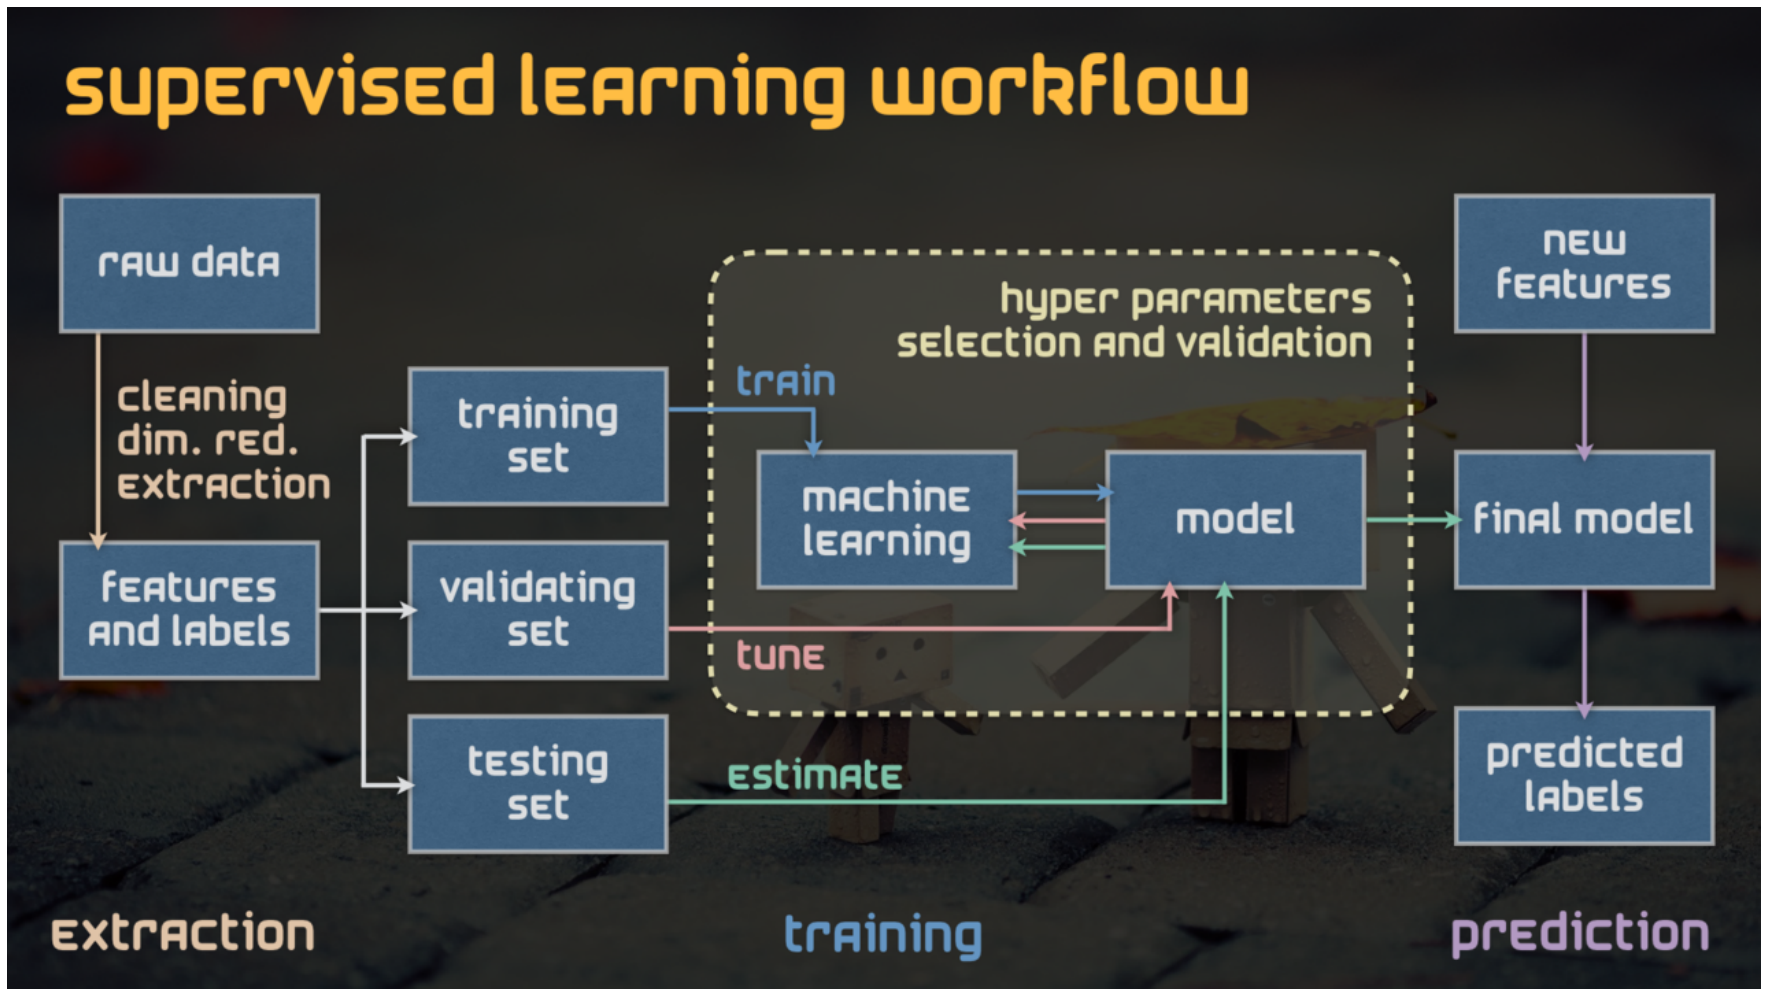 supervised learning workflow
raw data
cleaning
dim. red.
extraction
features
and labels
training
set
validating
set
testing
set
hyper parameters
selection and validation
train
machine
learning
model
tune
estimate
new
features
final model
predicted
labels
extraction
training
prediction